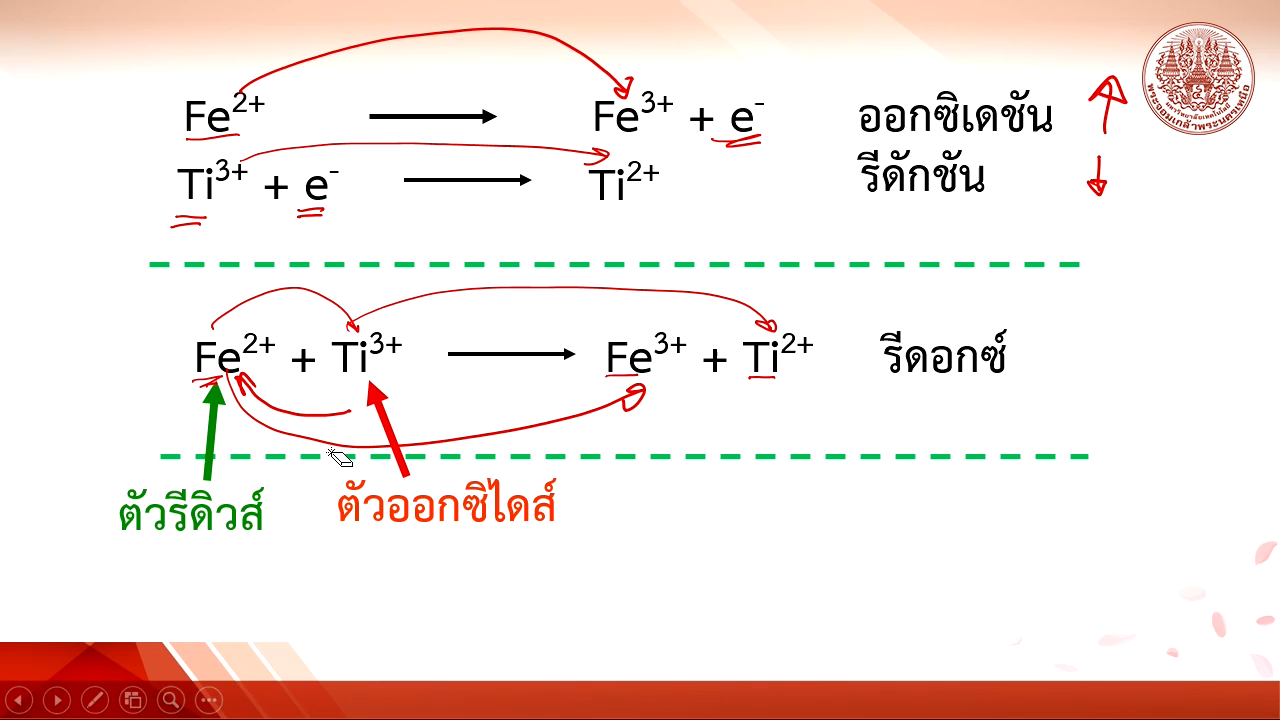 Fe²⁺ → Fe³⁺ + e⁻ ออกซิเดชัน
Ti³⁺ + e⁻ → Ti²⁺ รีดักชัน
Fe²⁺ + Ti³⁺ → Fe³⁺ + Ti²⁺ รีดอกซ์
ตัวรีดิวส์ ตัวออกซิไดส์